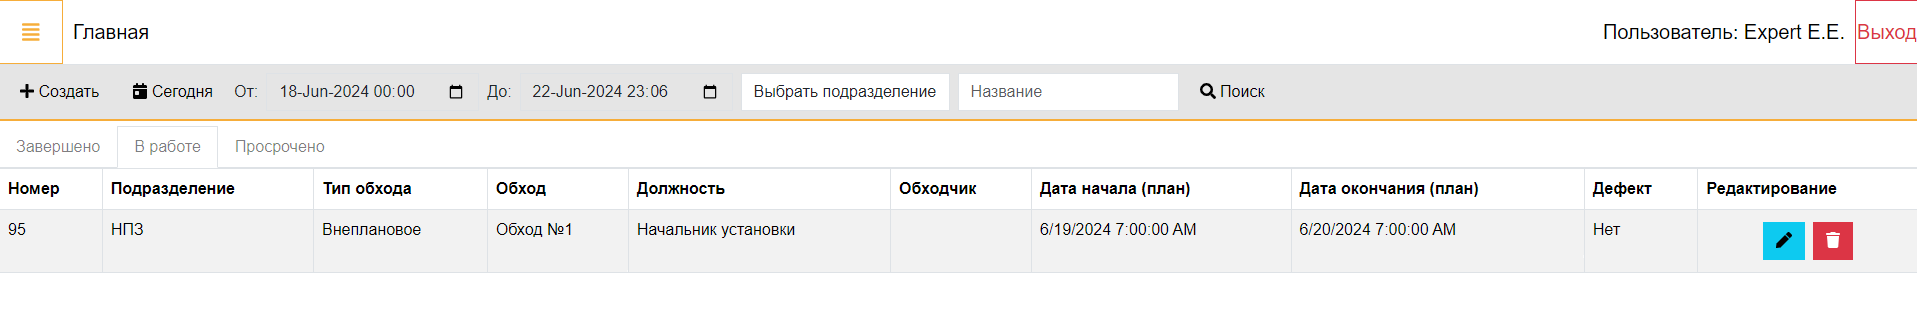 Главная Пользователь: Expert E.E. Выход
Создать Сегодня От: 18-Jun-2024 00:00 До: 22-Jun-2024 23:06 Выбрать подразделение Название Поиск
Завершено В работе Просрочено
Номер Подразделение Тип обхода Обход Должность Обходчик Дата начала (план) Дата окончания (план) Дефект Редактирование
95 НПЗ Внеплановое Обход №1 Начальник установки 6/19/2024 7:00:00 AM 6/20/2024 7:00:00 AM Нет